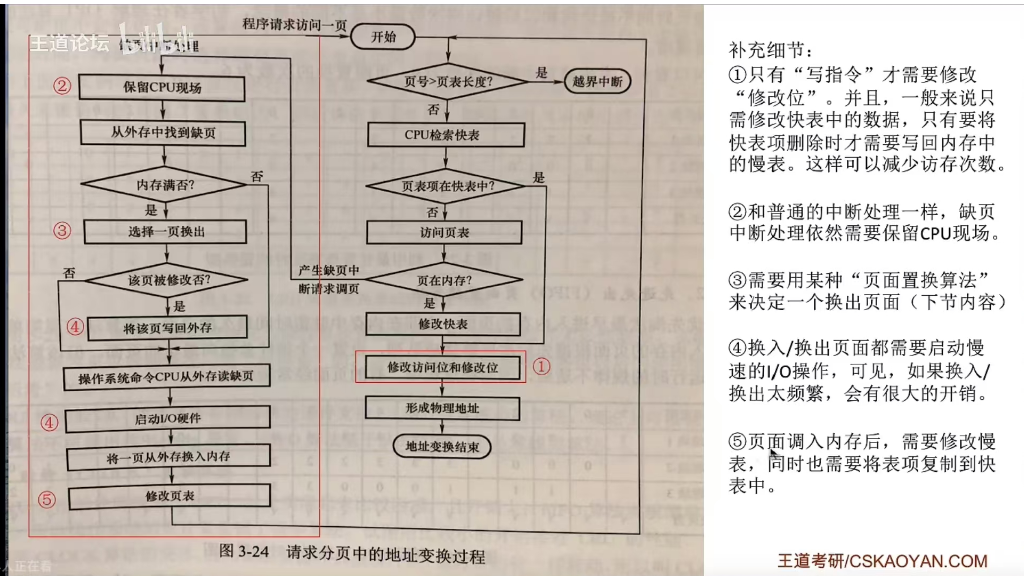 王道论坛
bilibili
程序请求访问一页
开始
缺页中断处理
②
保留CPU现场
从外存中找到缺页
内存满否?
否
是
③
选择一页换出
该页被修改否?
否
是
④
将该页写回外存
操作系统命令CPU从外存读缺页
④
启动I/O硬件
将一页从外存换入内存
⑤
修改页表
页号>页表长度?
是
越界中断
否
CPU检索快表
页表项在快表中?
是
否
访问页表
产生缺页中
断请求调页
页在内存?
是
修改快表
修改访问位和修改位
①
形成物理地址
地址变换结束
图 3-24 请求分页中的地址变换过程
补充细节：
①只有“写指令”才需要修改
“修改位”。并且，一般来说只
需修改快表中的数据，只有要将
快表项删除时才需要写回内存中
的慢表。这样可以减少访存次数。
②和普通的中断处理一样，缺页
中断处理依然需要保留CPU现场。
③需要用某种“页面置换算法”
来决定一个换出页面（下节内容）
④换入/换出页面都需要启动慢
速的I/O操作，可见，如果换入/
换出太频繁，会有很大的开销。
⑤页面调入内存后，需要修改慢
表，同时也需要将表项复制到快
表中。
王道考研/CSKAOYAN.COM
人正在看